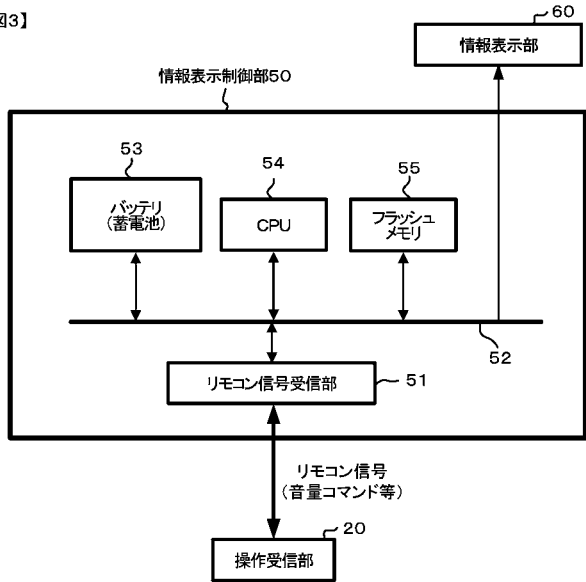 図3】
60
情報表示部
情報表示制御部50
53
54
55
バッテリ
(蓄電池)
CPU
フラッシュ
メモリ
52
リモコン信号受信部
51
リモコン信号
(音量コマンド等)
20
操作受信部